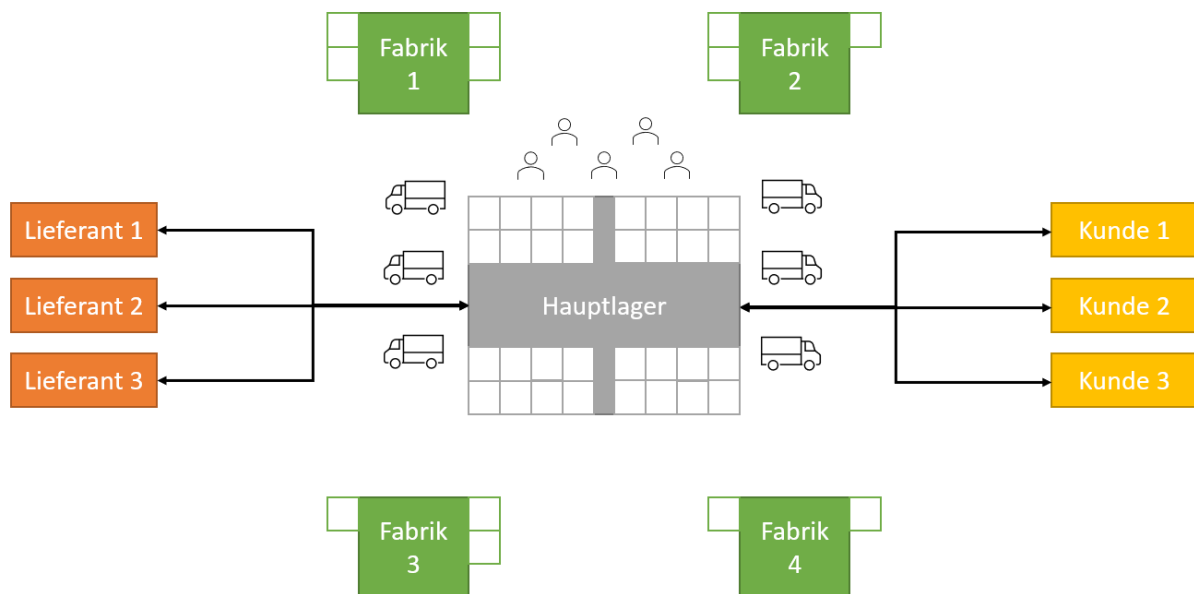 Fabrik
1
Fabrik
2
Lieferant 1
Lieferant 2
Lieferant 3
Hauptlager
Kunde 1
Kunde 2
Kunde 3
Fabrik
3
Fabrik
4